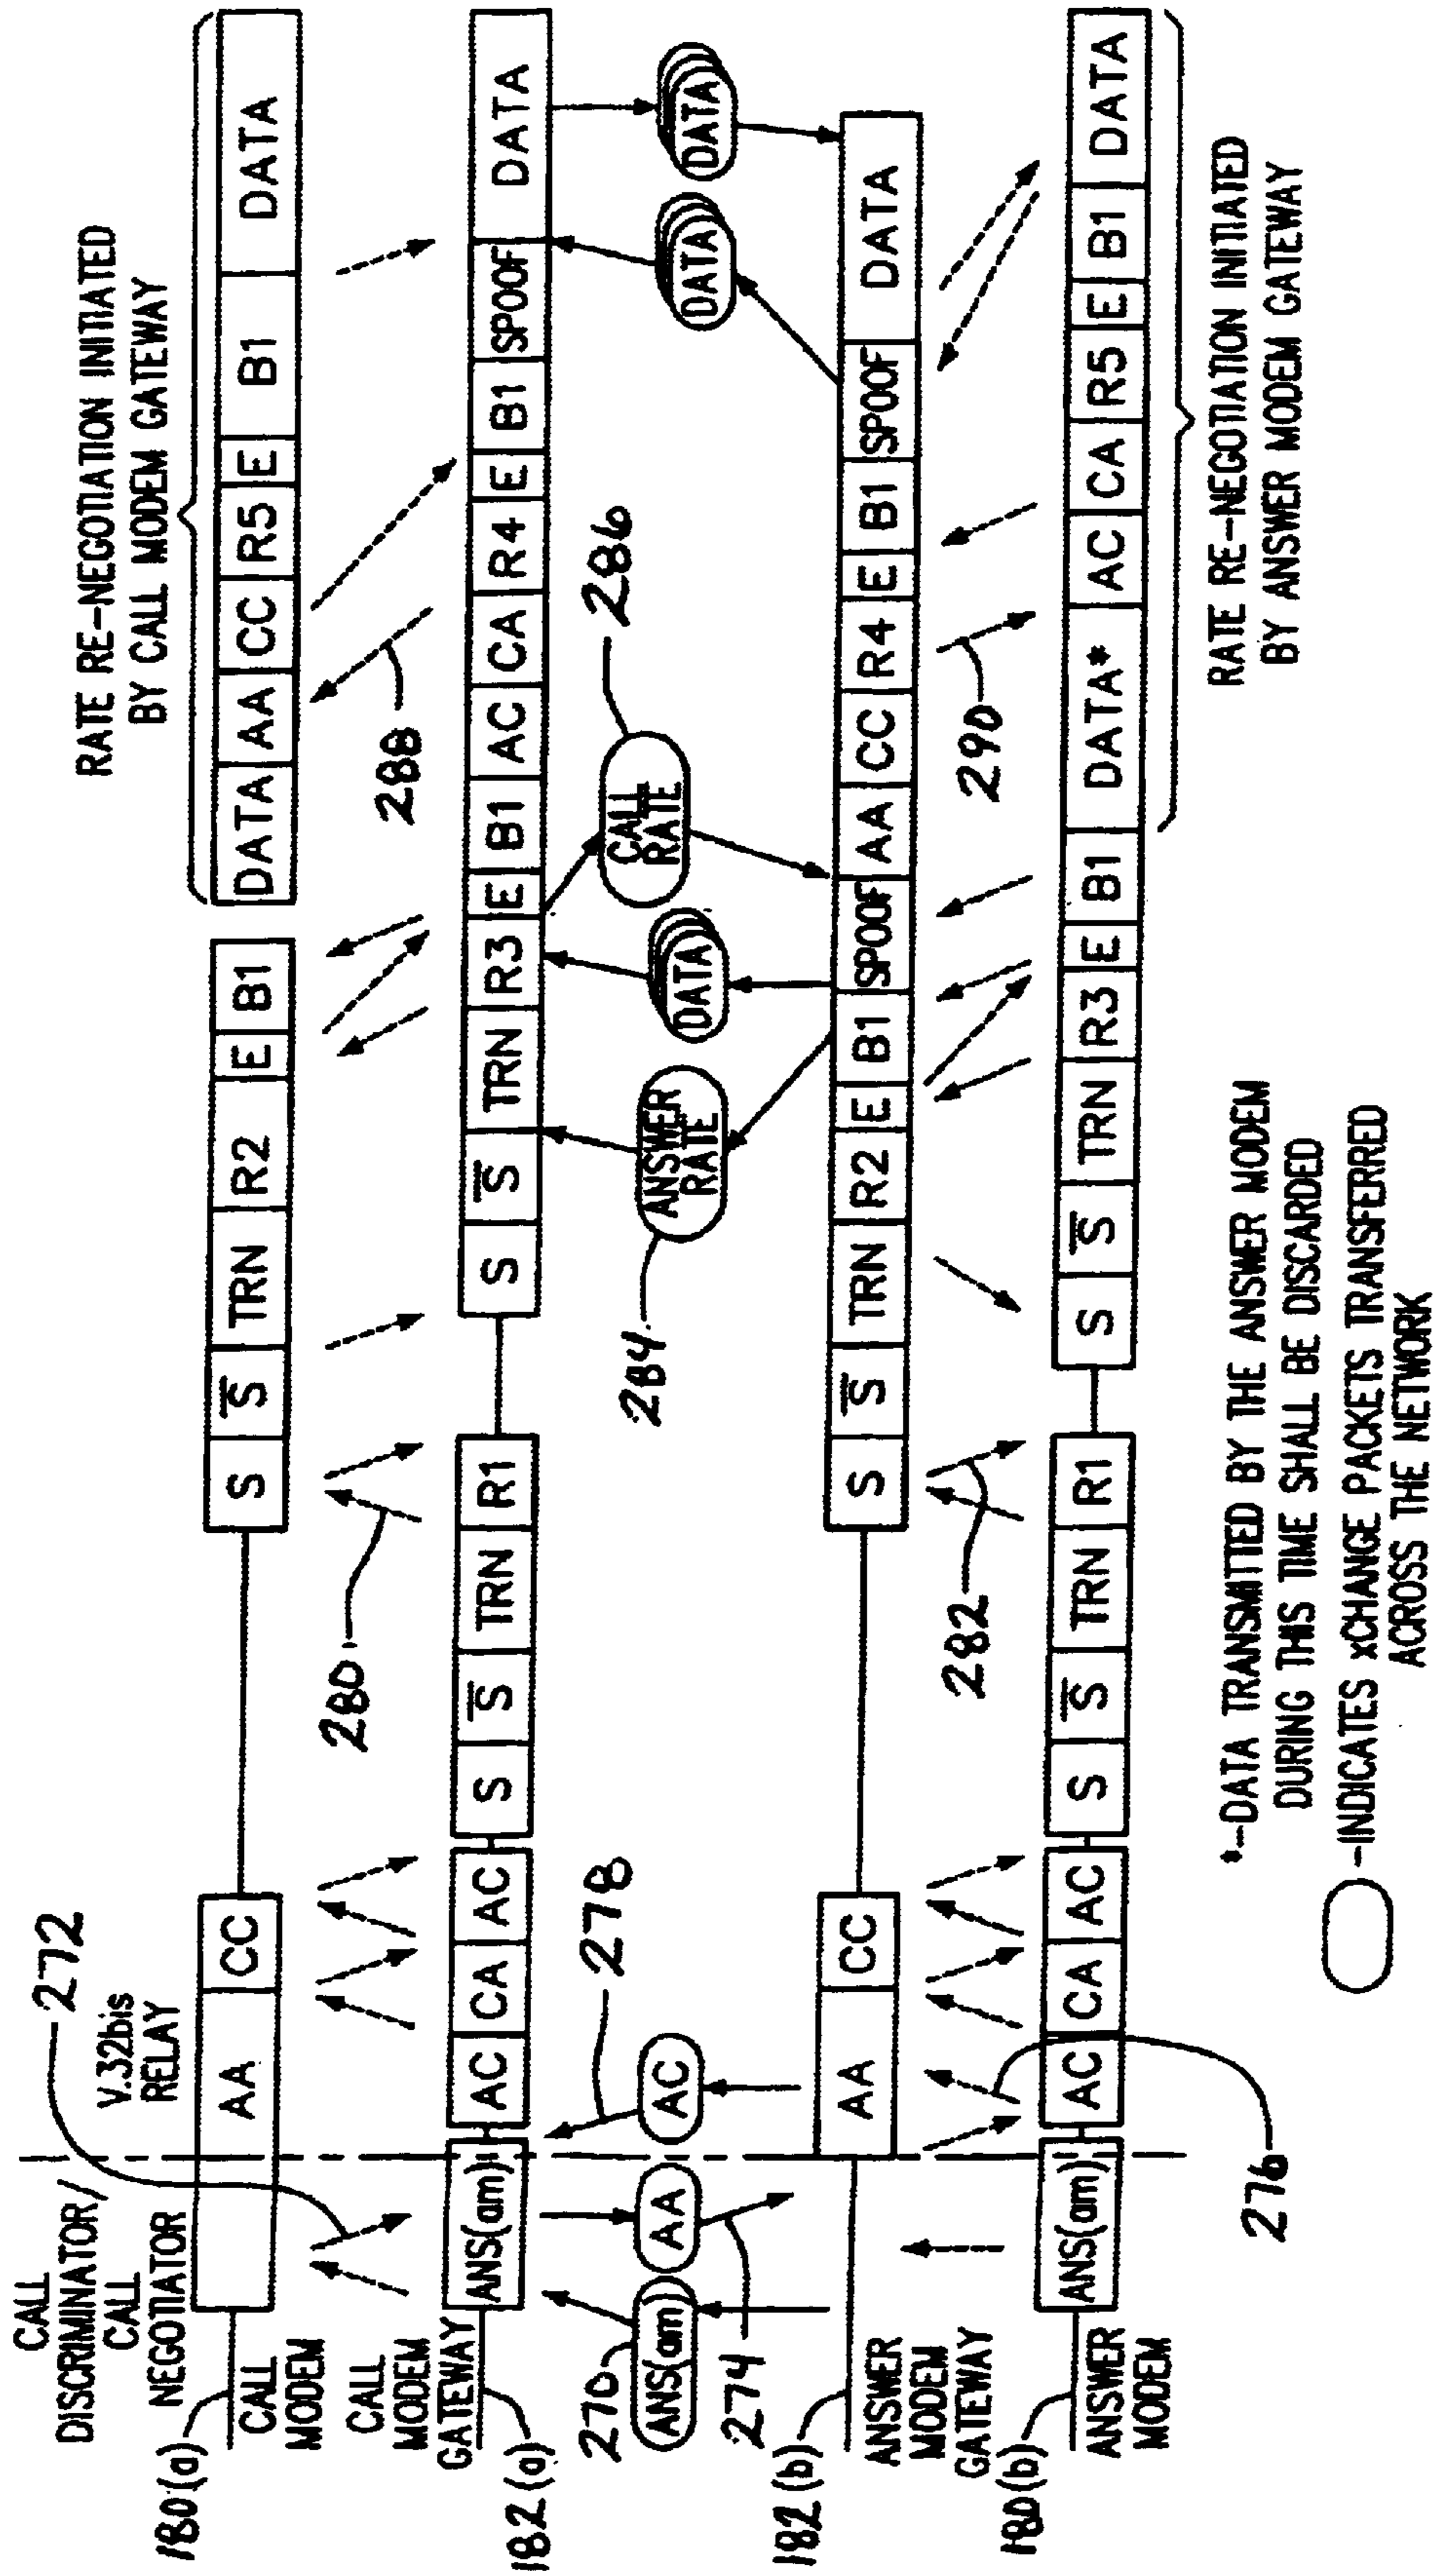 CALL
DISCRIMINATOR/
CALL
NEGOTIATOR
272
V.32bis
RELAY
RATE RE-NEGOTIATION INITIATED
BY CALL MODEM GATEWAY
180(a)
CALL
MODEM
AA CC S S̅ TRN R2 E B1 DATA AA CC R5 E B1 DATA
280
288
182(a)
CALL
MODEM
GATEWAY
ANS(am) AC CA AC S S̅ TRN R1 S S̅ TRN R3 E B1 AC CA R4 E B1 SPOOF DATA
270
ANS(am)
274
AA
AC
278
284
ANSWER
RATE
DATA
CALL
RATE
286
DATA
DATA
182(b)
ANSWER
MODEM
GATEWAY
AA CC S S̅ TRN R2 E B1 SPOOF AA CC R4 E B1 SPOOF DATA
282
290
180(b)
ANSWER
MODEM
ANS(am) AC CA AC S S̅ TRN R1 S S̅ TRN R3 E B1 DATA* AC CA R5 E B1 DATA
276
RATE RE-NEGOTIATION INITIATED
BY ANSWER MODEM GATEWAY
*-DATA TRANSMITTED BY THE ANSWER MODEM
DURING THIS TIME SHALL BE DISCARDED
-INDICATES xCHANGE PACKETS TRANSFERRED
ACROSS THE NETWORK